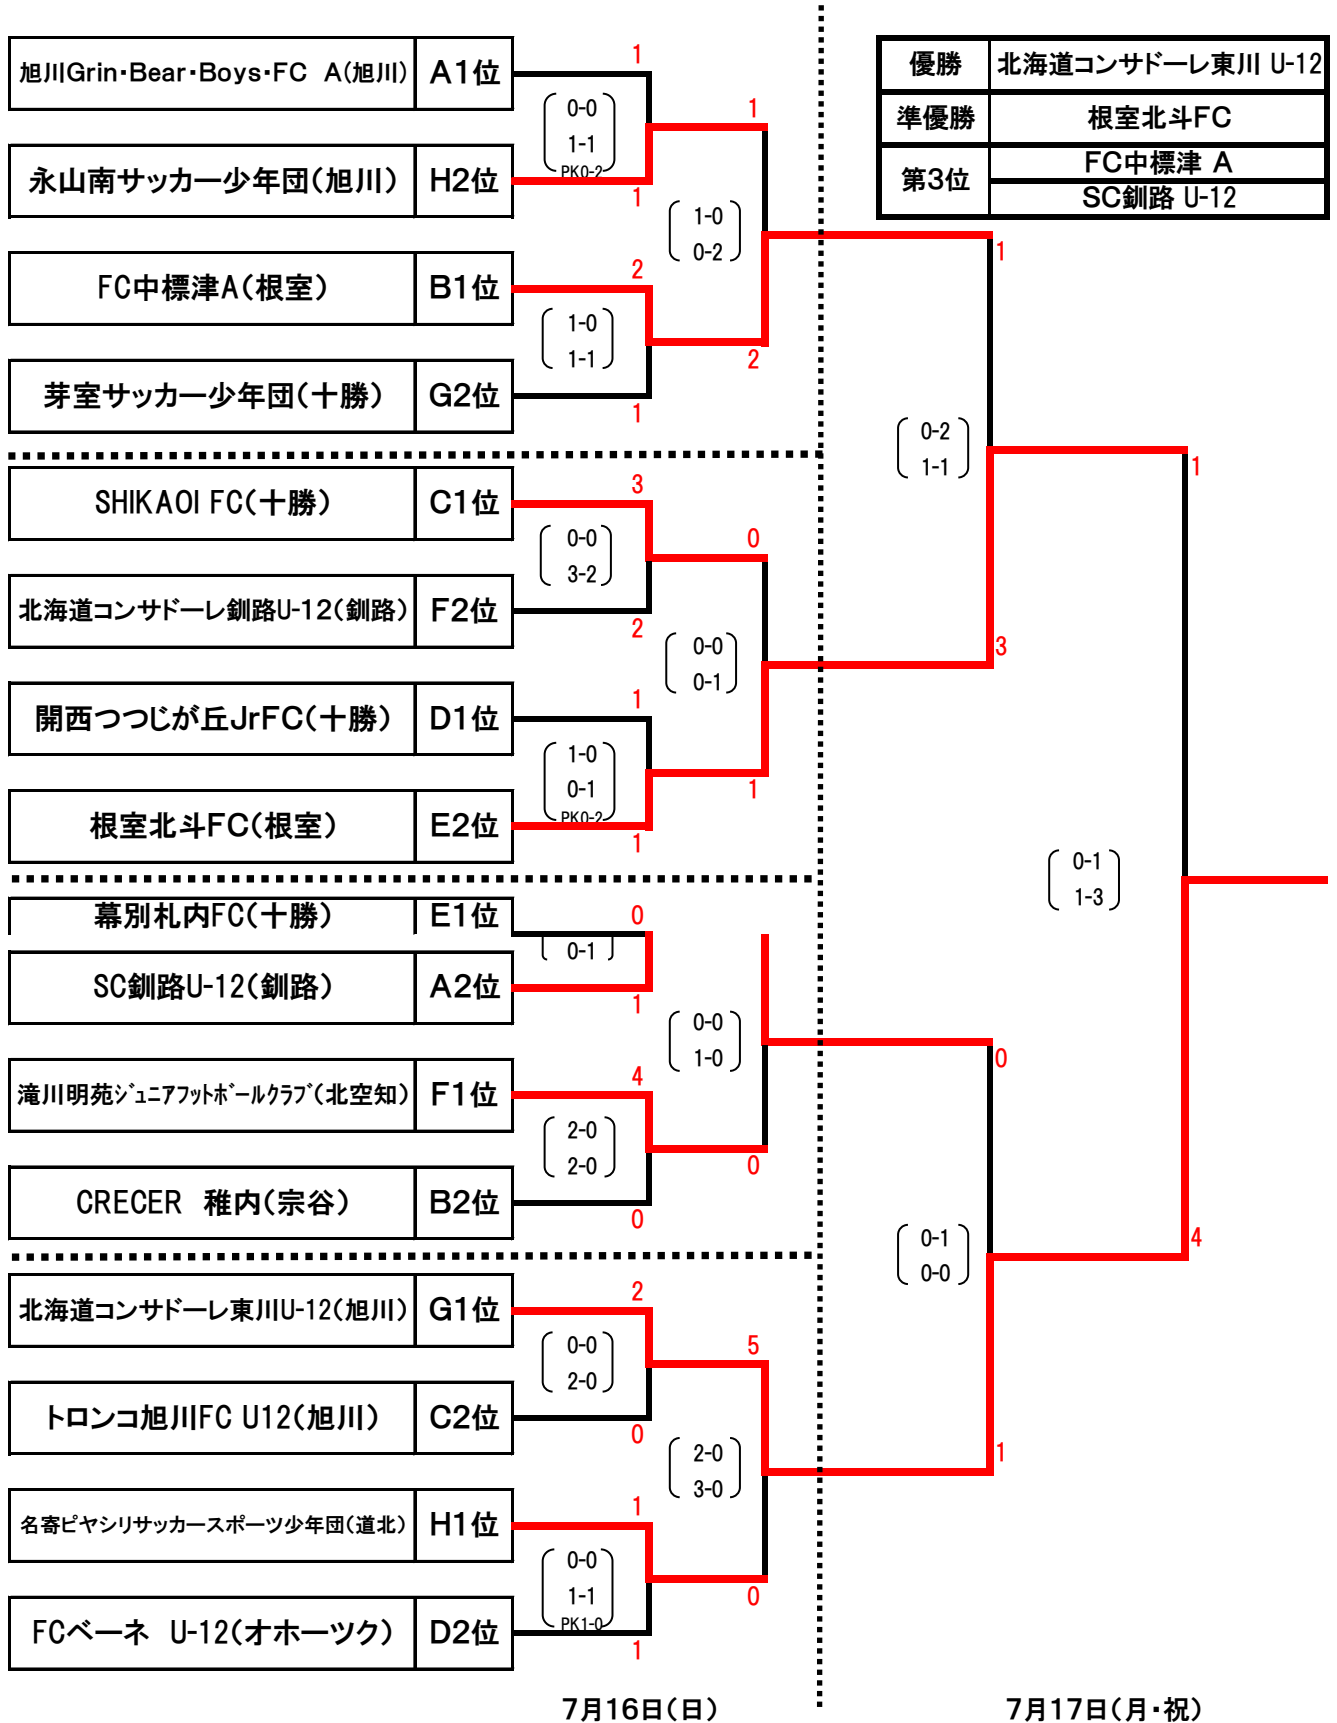 優勝 北海道コンサドーレ東川 U-12
準優勝 根室北斗FC
第3位 FC中標津 A
SC釧路 U-12
旭川Grin・Bear・Boys・FC A(旭川) A1位
1
0-0
1-1
PK0-2
1
永山南サッカー少年団(旭川) H2位
1
1-0
0-2
FC中標津A(根室) B1位
2
1-0
1-1
2
芽室サッカー少年団(十勝) G2位
1
1
0-2
1-1
SHIKAOI FC(十勝) C1位
3
0-0
3-2
0
北海道コンサドーレ釧路U-12(釧路) F2位
2
0-0
0-1
3
開西つつじが丘JrFC(十勝) D1位
1
1-0
0-1
PK0-2
1
根室北斗FC(根室) E2位
1
1
0-1
1-3
幕別札内FC(十勝) E1位
0
0-1
SC釧路U-12(釧路) A2位
1
0-0
1-0
0
滝川明苑ジュニアフットボールクラブ(北空知) F1位
4
2-0
2-0
0
CRECER 稚内(宗谷) B2位
0
0-1
0-0
4
北海道コンサドーレ東川U-12(旭川) G1位
2
0-0
2-0
5
トロンコ旭川FC U12(旭川) C2位
0
2-0
3-0
1
名寄ピヤシリサッカースポーツ少年団(道北) H1位
1
0-0
1-1
PK1-0
0
FCベーネ U-12(オホーツク) D2位
1
7月16日(日) 7月17日(月・祝)